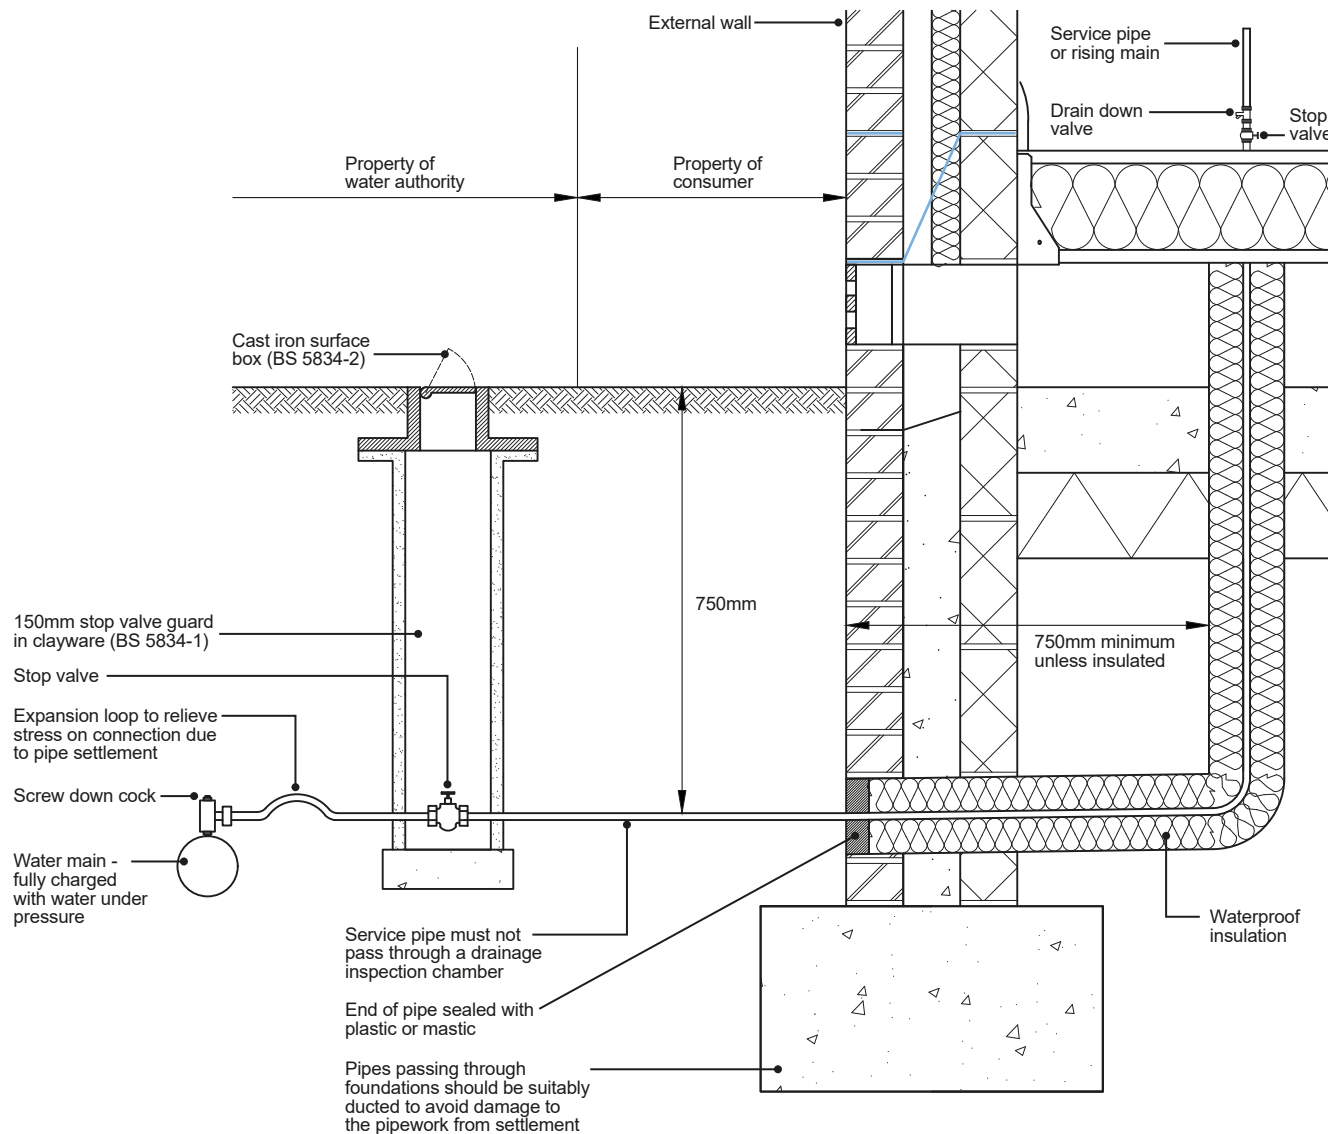 External wall
Service pipe
or rising main
Drain down
valve
Stop
valve
Property of
water authority
Property of
consumer
Cast iron surface
box (BS 5834-2)
750mm
150mm stop valve guard
in clayware (BS 5834-1)
750mm minimum
unless insulated
Stop valve
Expansion loop to relieve
stress on connection due
to pipe settlement
Screw down cock
Water main -
fully charged
with water under
pressure
Service pipe must not
pass through a drainage
inspection chamber
Waterproof
insulation
End of pipe sealed with
plastic or mastic
Pipes passing through
foundations should be suitably
ducted to avoid damage to
the pipework from settlement